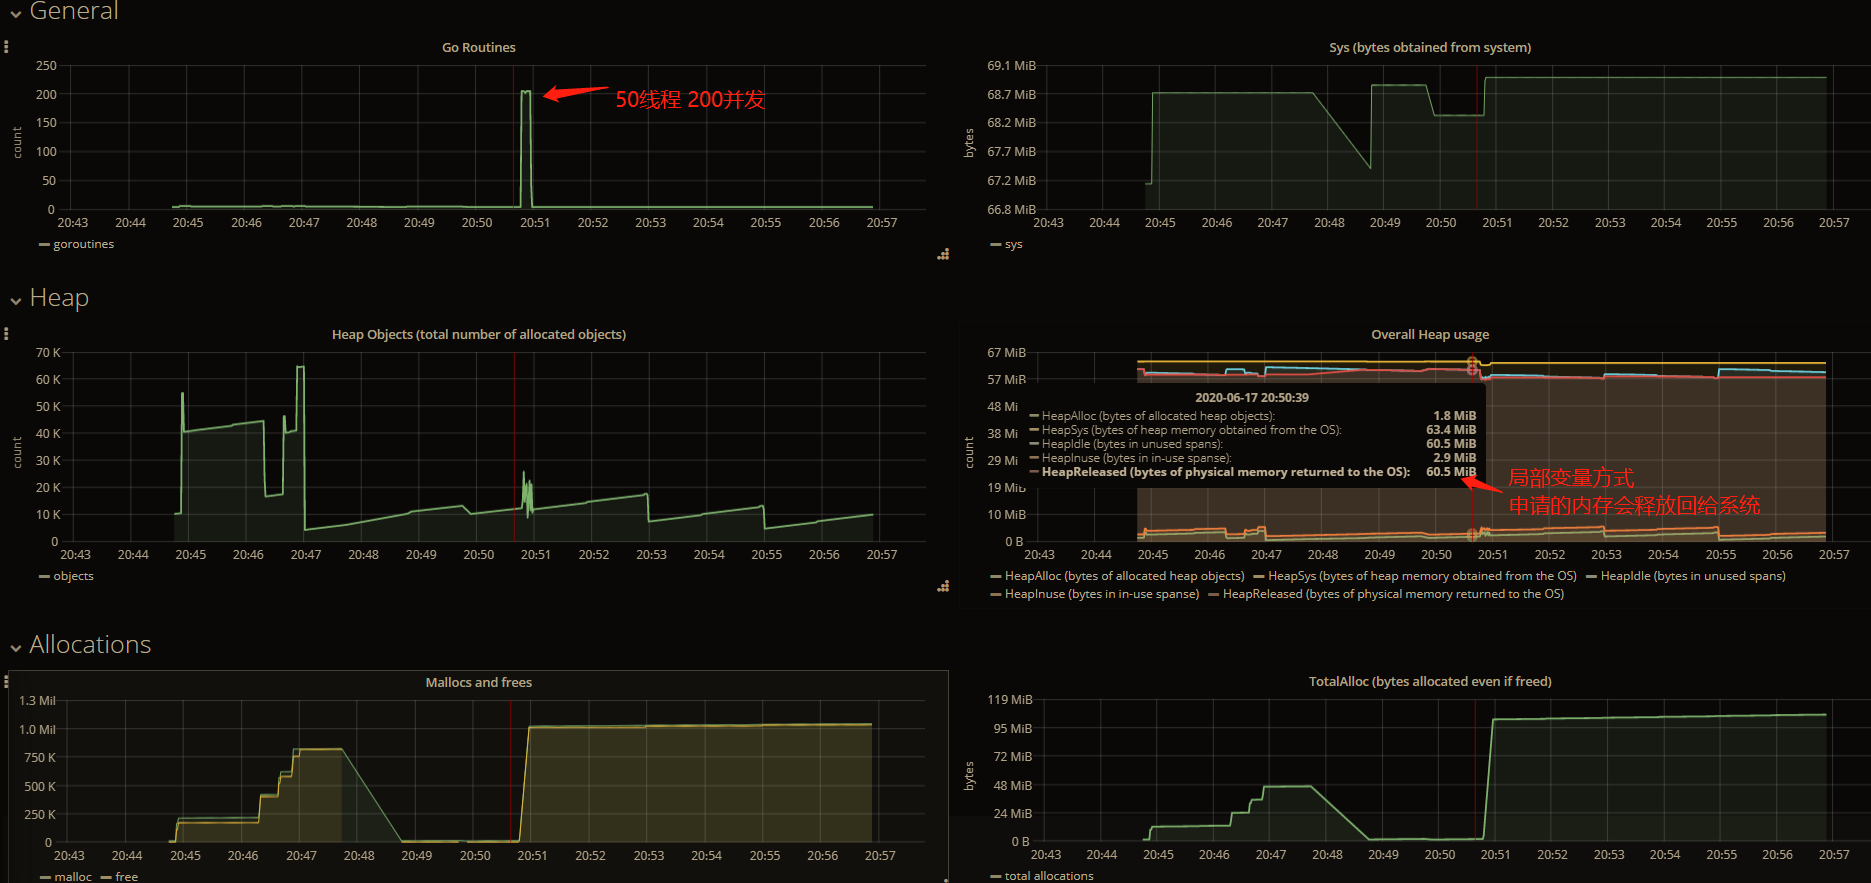 General
Go Routines
250
200
150
100
50
0
count
20:43 20:44 20:45 20:46 20:47 20:48 20:49 20:50 20:51 20:52 20:53 20:54 20:55 20:56 20:57
goroutines
50线程 200并发
Sys (bytes obtained from system)
69.1 MiB
68.7 MiB
68.2 MiB
67.7 MiB
67.2 MiB
66.8 MiB
bytes
20:43 20:44 20:45 20:46 20:47 20:48 20:49 20:50 20:51 20:52 20:53 20:54 20:55 20:56 20:57
sys
Heap
Heap Objects (total number of allocated objects)
70 K
60 K
50 K
40 K
30 K
20 K
10 K
0
count
20:43 20:44 20:45 20:46 20:47 20:48 20:49 20:50 20:51 20:52 20:53 20:54 20:55 20:56 20:57
objects
Overall Heap usage
67 MiB
57 MiB
48 Mi
38 Mi
29 Mi
19 MiB
10 MiB
0 B
count
2020-06-17 20:50:39
HeapAlloc (bytes of allocated heap objects): 1.8 MiB
HeapSys (bytes of heap memory obtained from the OS): 63.4 MiB
HeapIdle (bytes in unused spans): 60.5 MiB
HeapInuse (bytes in in-use spanse): 2.9 MiB
HeapReleased (bytes of physical memory returned to the OS): 60.5 MiB
局部变量方式
申请的内存会释放回给系统
20:43 20:44 20:45 20:46 20:47 20:48 20:49 20:50 20:51 20:52 20:53 20:54 20:55 20:56 20:57
HeapAlloc (bytes of allocated heap objects) HeapSys (bytes of heap memory obtained from the OS) HeapIdle (bytes in unused spans)
HeapInuse (bytes in in-use spanse) HeapReleased (bytes of physical memory returned to the OS)
Allocations
Mallocs and frees
1.3 Mil
1.0 Mil
750 K
500 K
250 K
0
20:43 20:44 20:45 20:46 20:47 20:48 20:49 20:50 20:51 20:52 20:53 20:54 20:55 20:56 20:57
malloc free
TotalAlloc (bytes allocated even if freed)
119 MiB
95 MiB
72 MiB
48 MiB
24 MiB
0 B
bytes
20:43 20:44 20:45 20:46 20:47 20:48 20:49 20:50 20:51 20:52 20:53 20:54 20:55 20:56 20:57
total allocations